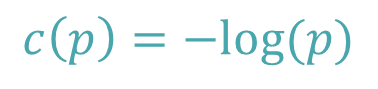 c(p) = −log(p)